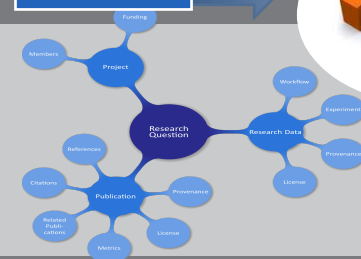 Funding
Members
Project
Workflow
Experiment
Research
Question
Research Data
References
Provenance
Citations
Publication
Provenance
License
Related
Publi-
cations
License
Metrics